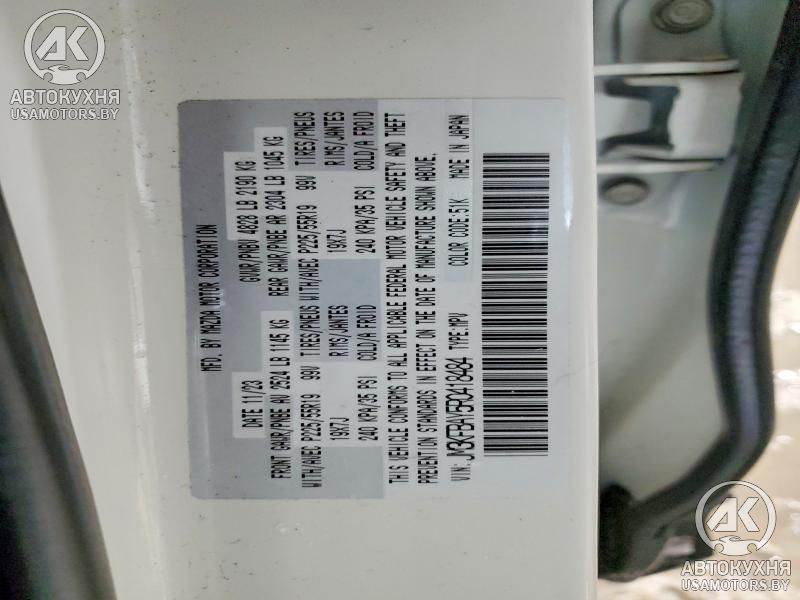 AK
АВТОКУХНЯ
USAMOTORS.BY
MFD. BY MAZDA MOTOR CORPORATION
DATE 11/23 GVWR/PNBV 4828 LB 2190 KG
FRONT GAWR/PNBE AV 2524 LB 1145 KG REAR GAWR/PNBE AR 2304 LB 1045 KG
WITH/AVEC P225/55R19 99V TIRES/PNEUS WITH/AVEC P225/55R19 99V TIRES/PNEUS
19X7J RIMS/JANTES 19X7J RIMS/JANTES
240 KPA/35 PSI COLD/A FROID 240 KPA/35 PSI COLD/A FROID
THIS VEHICLE CONFORMS TO ALL APPLICABLE FEDERAL MOTOR VEHICLE SAFETY AND THEFT
PREVENTION STANDARDS IN EFFECT ON THE DATE OF MANUFACTURE SHOWN ABOVE.
VIN: JM3KFBAY5R0418484 TYPE:MPV COLOR CODE:51K MADE IN JAPAN
AK
АВТОКУХНЯ
USAMOTORS.BY